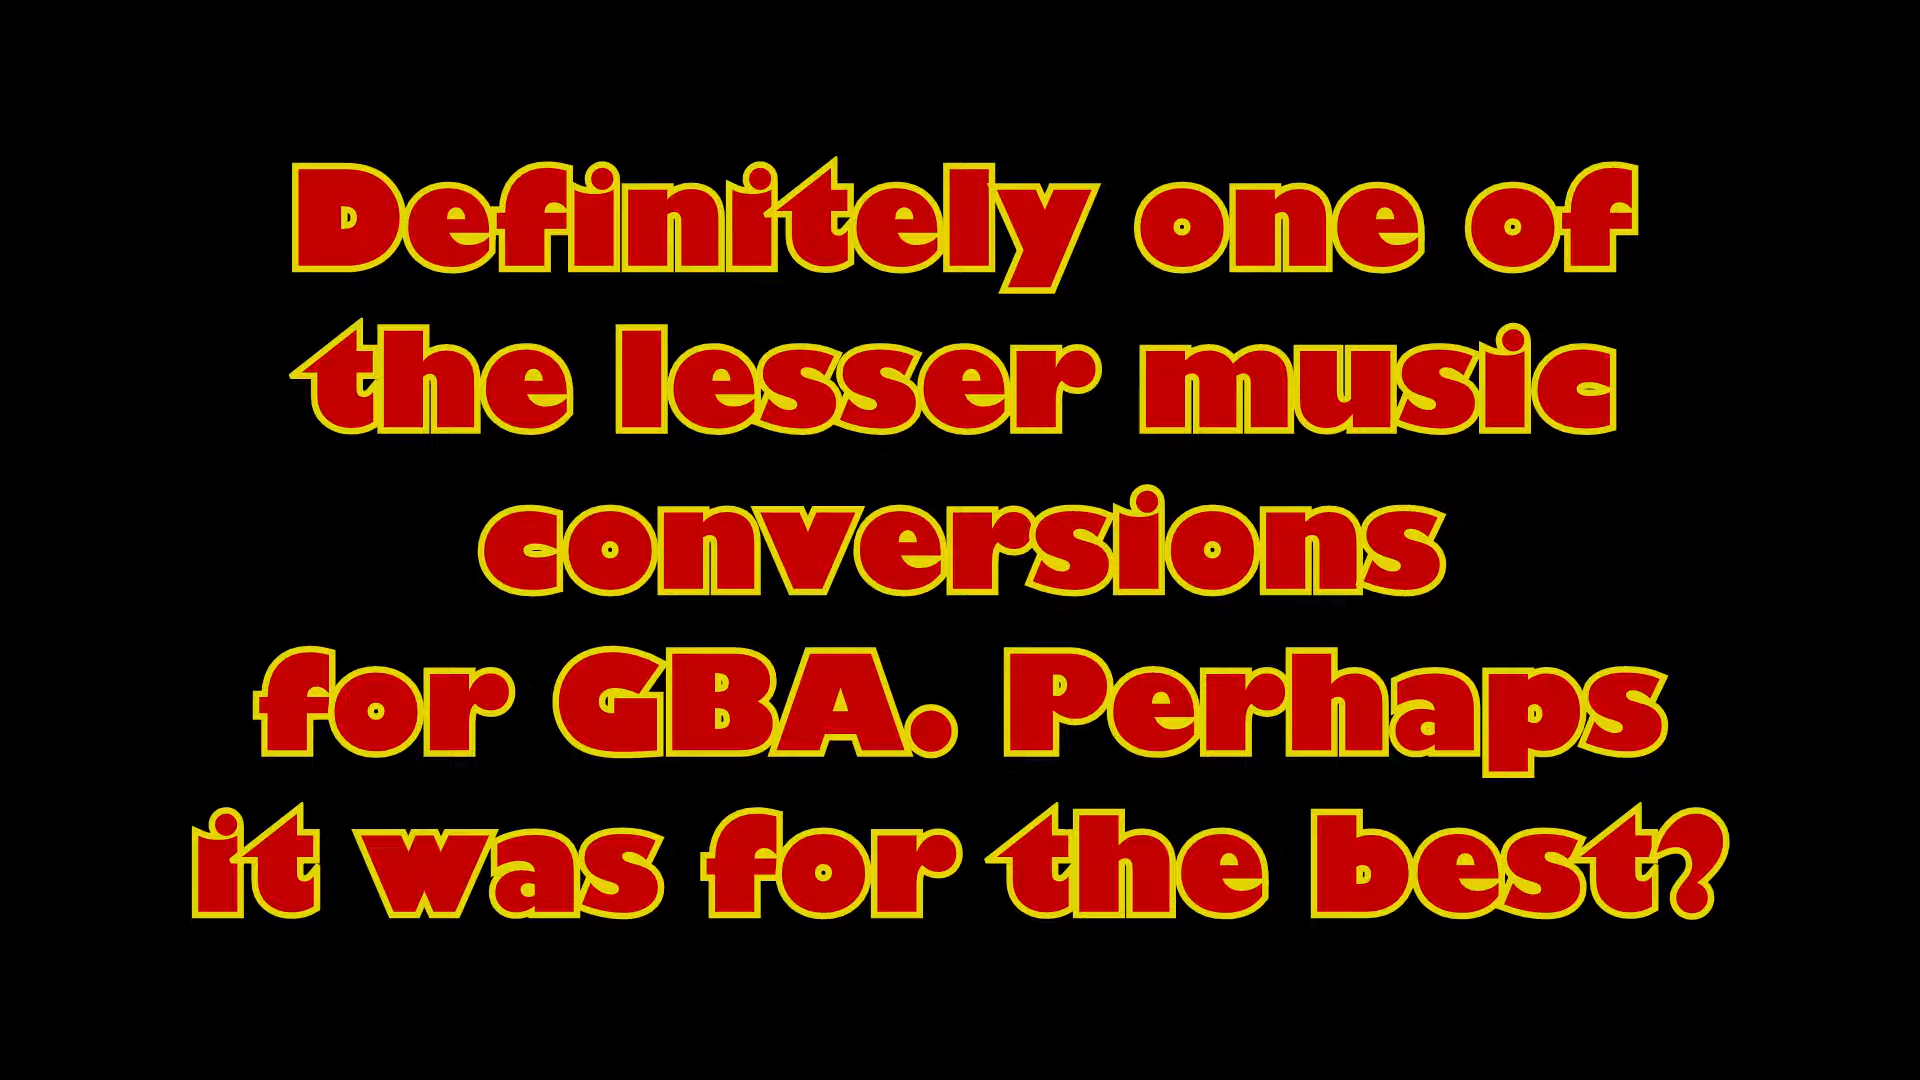 Definitely one of
the lesser music
conversions
for GBA. Perhaps
it was for the best?